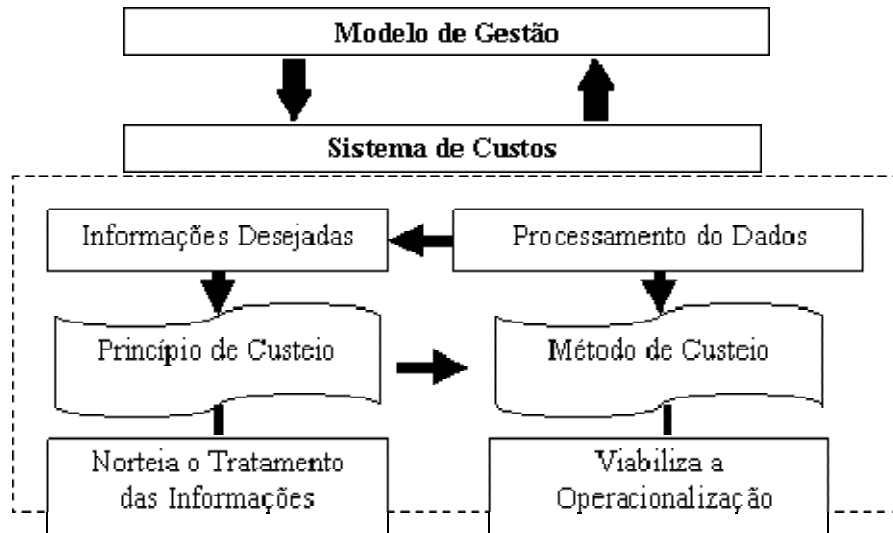 Modelo de Gestão
Sistema de Custos
Informações Desejadas
Processamento do Dados
Princípio de Custeio
Método de Custeio
Norteia o Tratamento
das Informações
Viabiliza a
Operacionalização